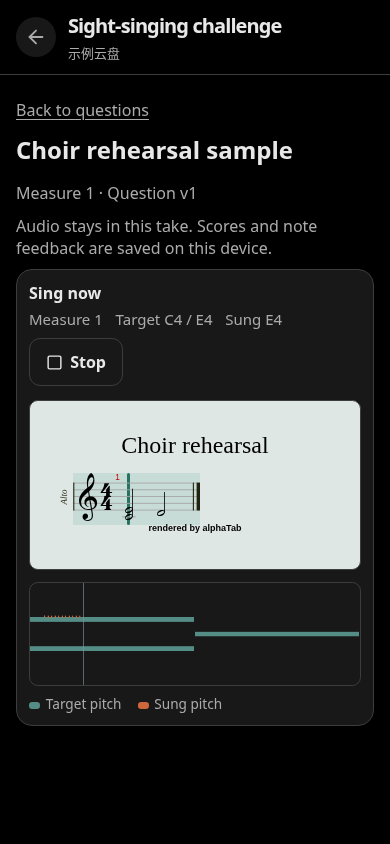 Sight-singing challenge
示例云盘
Back to questions
Choir rehearsal sample
Measure 1 · Question v1
Audio stays in this take. Scores and note
feedback are saved on this device.
Sing now
Measure 1 Target C4 / E4 Sung E4
Stop
Choir rehearsal
1
Alto
4
4
rendered by alphaTab
Target pitch Sung pitch